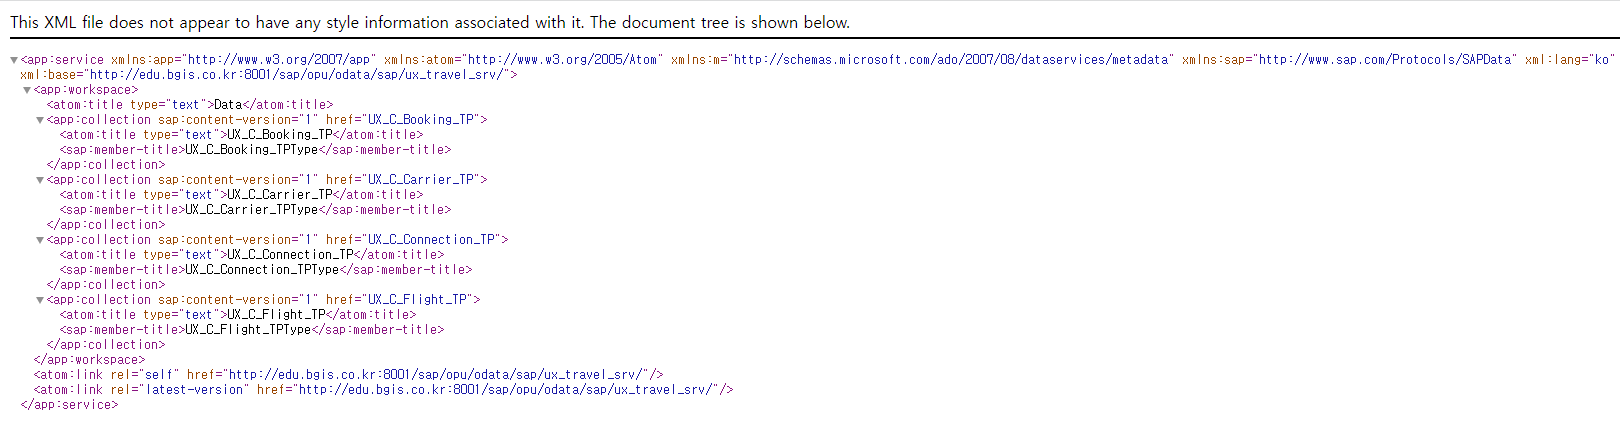 This XML file does not appear to have any style information associated with it. The document tree is shown below.
<app:service xmlns:app="http://www.w3.org/2007/app" xmlns:atom="http://www.w3.org/2005/Atom" xmlns:m="http://schemas.microsoft.com/ado/2007/08/dataservices/metadata" xmlns:sap="http://www.sap.com/Protocols/SAPData" xml:lang="ko"
xml:base="http://edu.bgis.co.kr:8001/sap/opu/odata/sap/ux_travel_srv/">
<app:workspace>
<atom:title type="text">Data</atom:title>
<app:collection sap:content-version="1" href="UX_C_Booking_TP">
<atom:title type="text">UX_C_Booking_TP</atom:title>
<sap:member-title>UX_C_Booking_TPType</sap:member-title>
</app:collection>
<app:collection sap:content-version="1" href="UX_C_Carrier_TP">
<atom:title type="text">UX_C_Carrier_TP</atom:title>
<sap:member-title>UX_C_Carrier_TPType</sap:member-title>
</app:collection>
<app:collection sap:content-version="1" href="UX_C_Connection_TP">
<atom:title type="text">UX_C_Connection_TP</atom:title>
<sap:member-title>UX_C_Connection_TPType</sap:member-title>
</app:collection>
<app:collection sap:content-version="1" href="UX_C_Flight_TP">
<atom:title type="text">UX_C_Flight_TP</atom:title>
<sap:member-title>UX_C_Flight_TPType</sap:member-title>
</app:collection>
</app:workspace>
<atom:link rel="self" href="http://edu.bgis.co.kr:8001/sap/opu/odata/sap/ux_travel_srv/"/>
<atom:link rel="latest-version" href="http://edu.bgis.co.kr:8001/sap/opu/odata/sap/ux_travel_srv/"/>
</app:service>